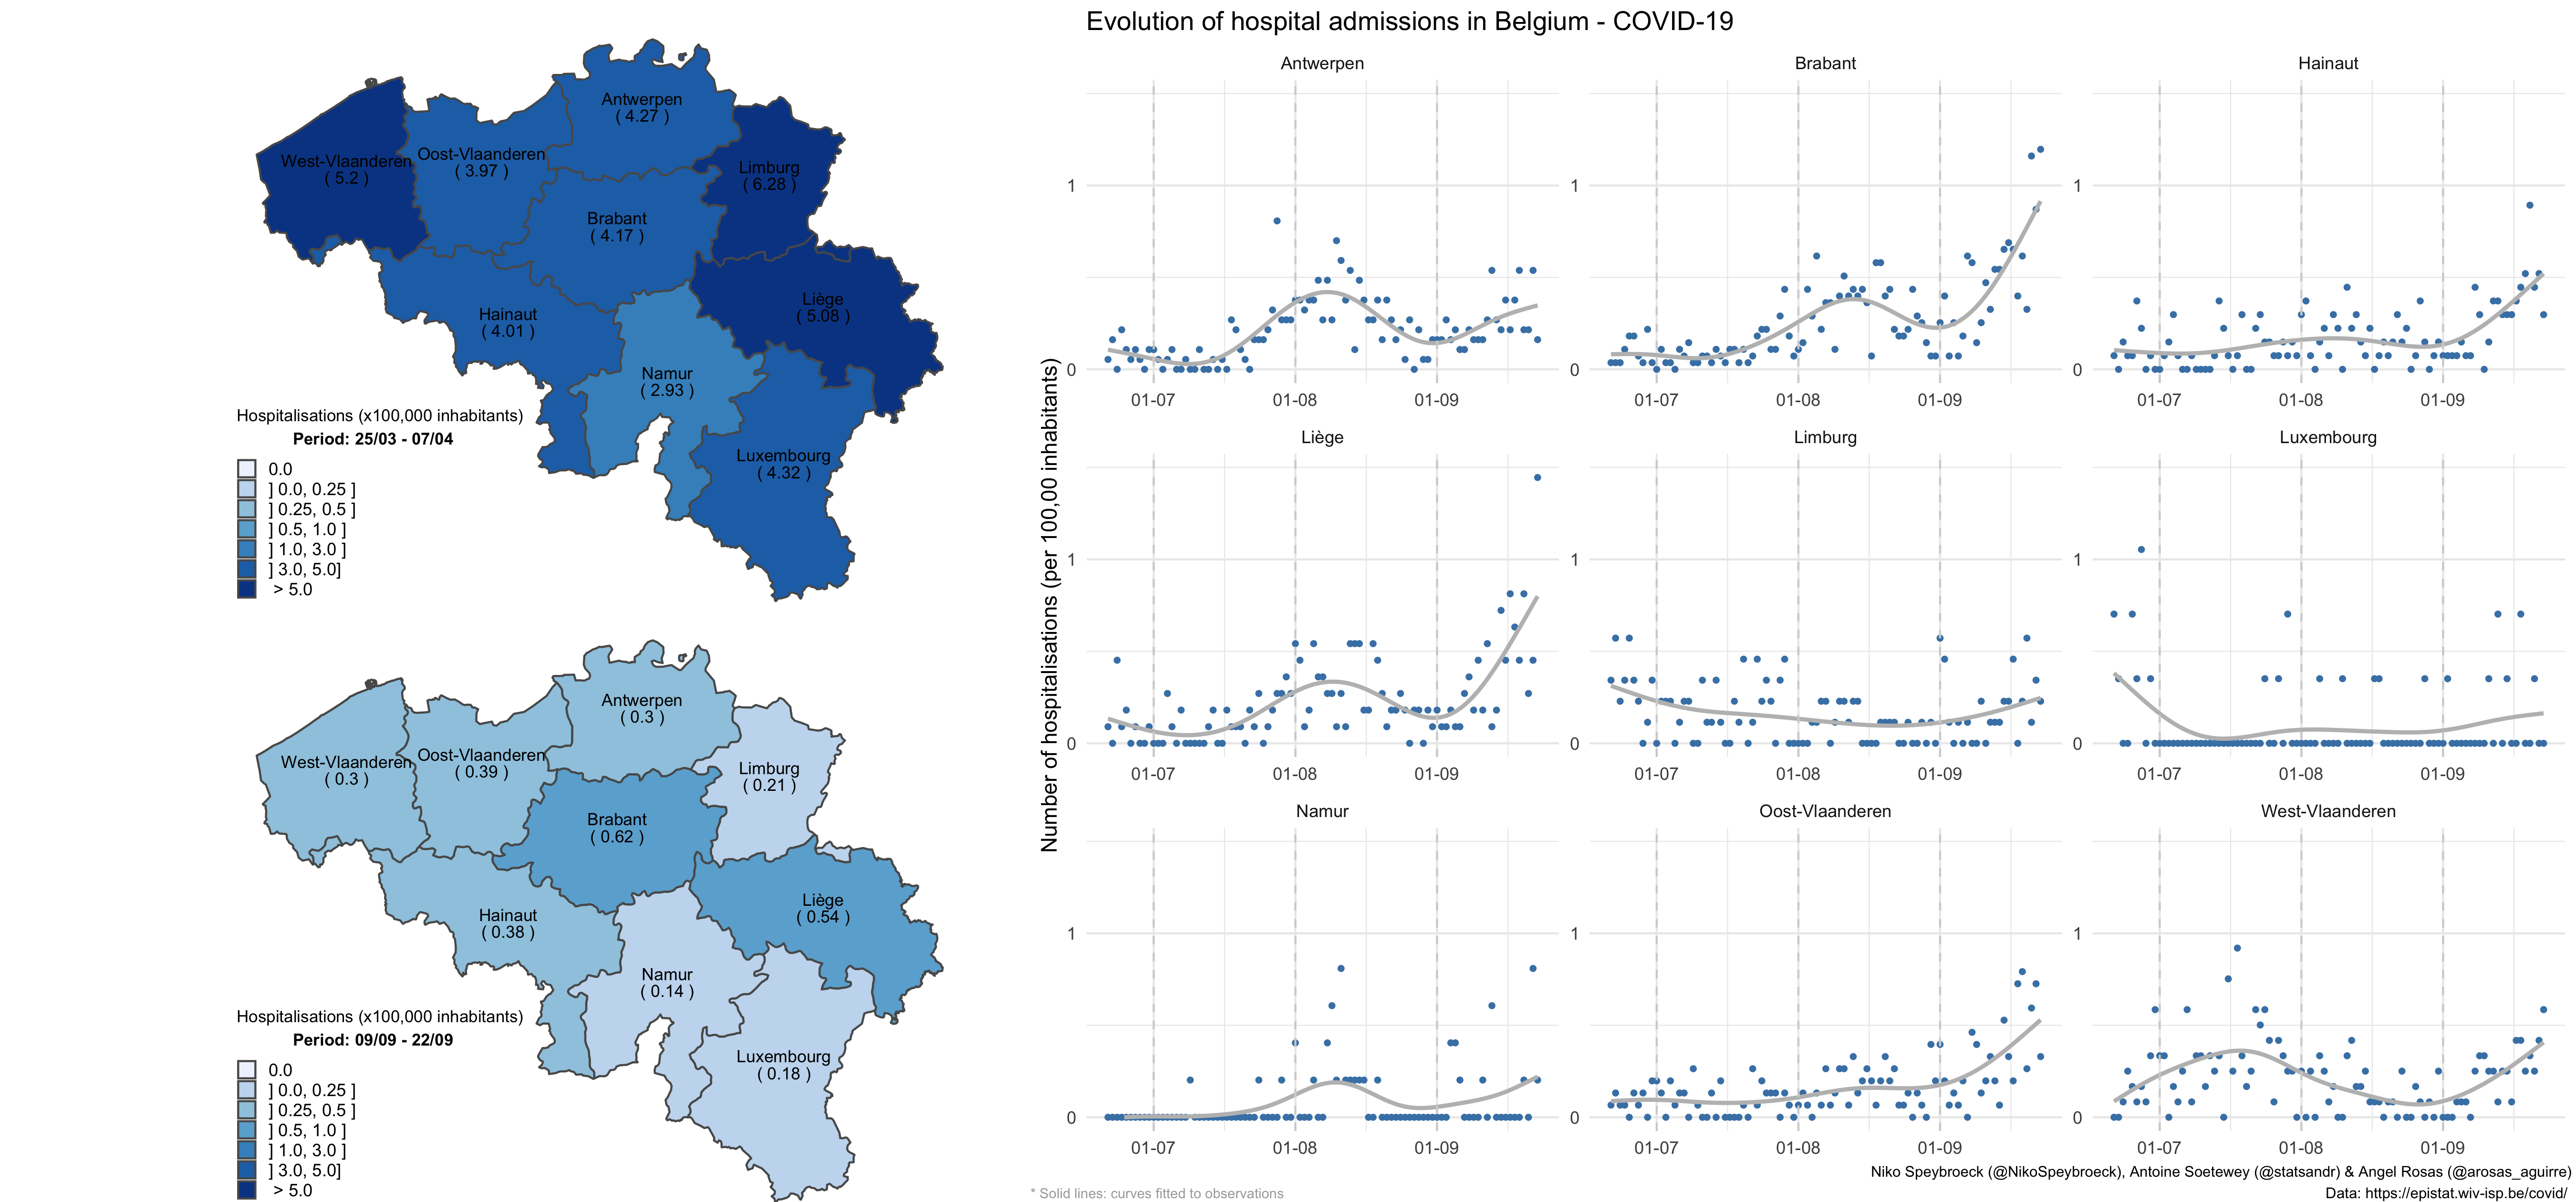 Antwerpen
( 4.27 )
West-Vlaanderen
( 5.2 )
Oost-Vlaanderen
( 3.97 )
Limburg
( 6.28 )
Brabant
( 4.17 )
Liège
( 5.08 )
Hainaut
( 4.01 )
Namur
( 2.93 )
Luxembourg
( 4.32 )
Hospitalisations (x100,000 inhabitants)
Period: 25/03 - 07/04
0.0
] 0.0, 0.25 ]
] 0.25, 0.5 ]
] 0.5, 1.0 ]
] 1.0, 3.0 ]
] 3.0, 5.0]
> 5.0
Antwerpen
( 0.3 )
West-Vlaanderen
( 0.3 )
Oost-Vlaanderen
( 0.39 )
Limburg
( 0.21 )
Brabant
( 0.62 )
Liège
( 0.54 )
Hainaut
( 0.38 )
Namur
( 0.14 )
Luxembourg
( 0.18 )
Hospitalisations (x100,000 inhabitants)
Period: 09/09 - 22/09
0.0
] 0.0, 0.25 ]
] 0.25, 0.5 ]
] 0.5, 1.0 ]
] 1.0, 3.0 ]
] 3.0, 5.0]
> 5.0
Evolution of hospital admissions in Belgium - COVID-19
Number of hospitalisations (per 100,00 inhabitants)
Antwerpen Brabant Hainaut
1 1 1
0 0 0
01-07 01-08 01-09 01-07 01-08 01-09 01-07 01-08 01-09
Liège Limburg Luxembourg
1 1 1
0 0 0
01-07 01-08 01-09 01-07 01-08 01-09 01-07 01-08 01-09
Namur Oost-Vlaanderen West-Vlaanderen
1 1 1
0 0 0
01-07 01-08 01-09 01-07 01-08 01-09 01-07 01-08 01-09
Niko Speybroeck (@NikoSpeybroeck), Antoine Soetewey (@statsandr) & Angel Rosas (@arosas_aguirre)
* Solid lines: curves fitted to observations
Data: https://epistat.wiv-isp.be/covid/